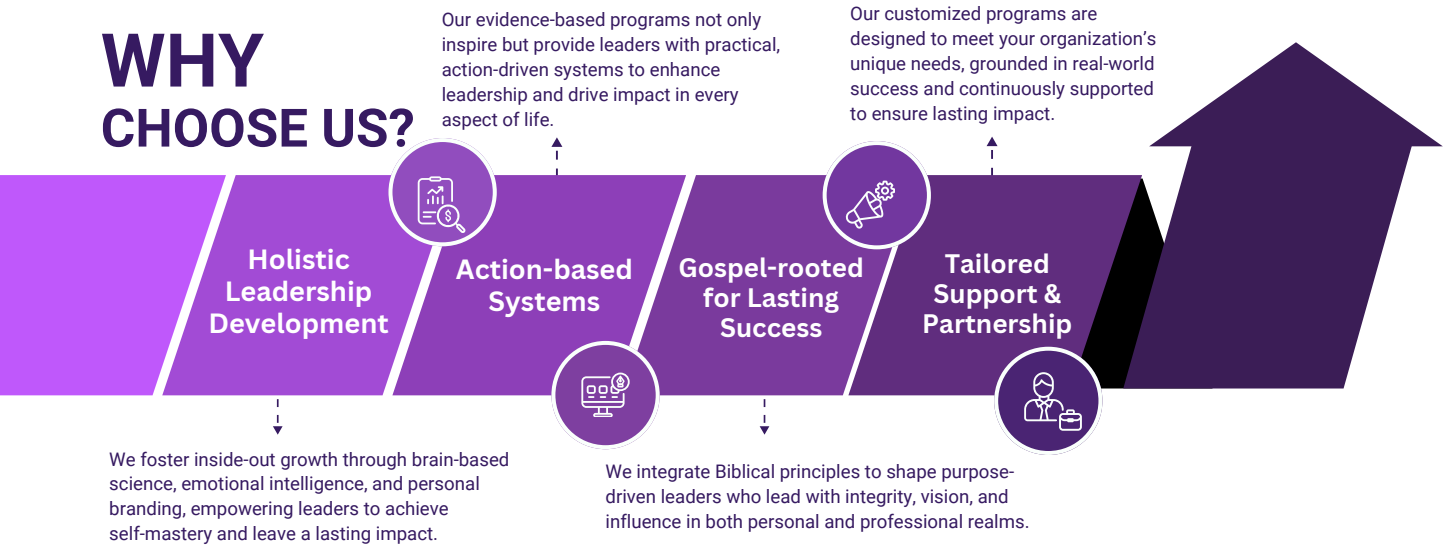 WHY
CHOOSE US?
Our evidence-based programs not only
inspire but provide leaders with practical,
action-driven systems to enhance
leadership and drive impact in every
aspect of life.
Our customized programs are
designed to meet your organization’s
unique needs, grounded in real-world
success and continuously supported
to ensure lasting impact.
Holistic
Leadership
Development
Action-based
Systems
Gospel-rooted
for Lasting
Success
Tailored
Support &
Partnership
$
We foster inside-out growth through brain-based
science, emotional intelligence, and personal
branding, empowering leaders to achieve
self-mastery and leave a lasting impact.
We integrate Biblical principles to shape purpose-
driven leaders who lead with integrity, vision, and
influence in both personal and professional realms.